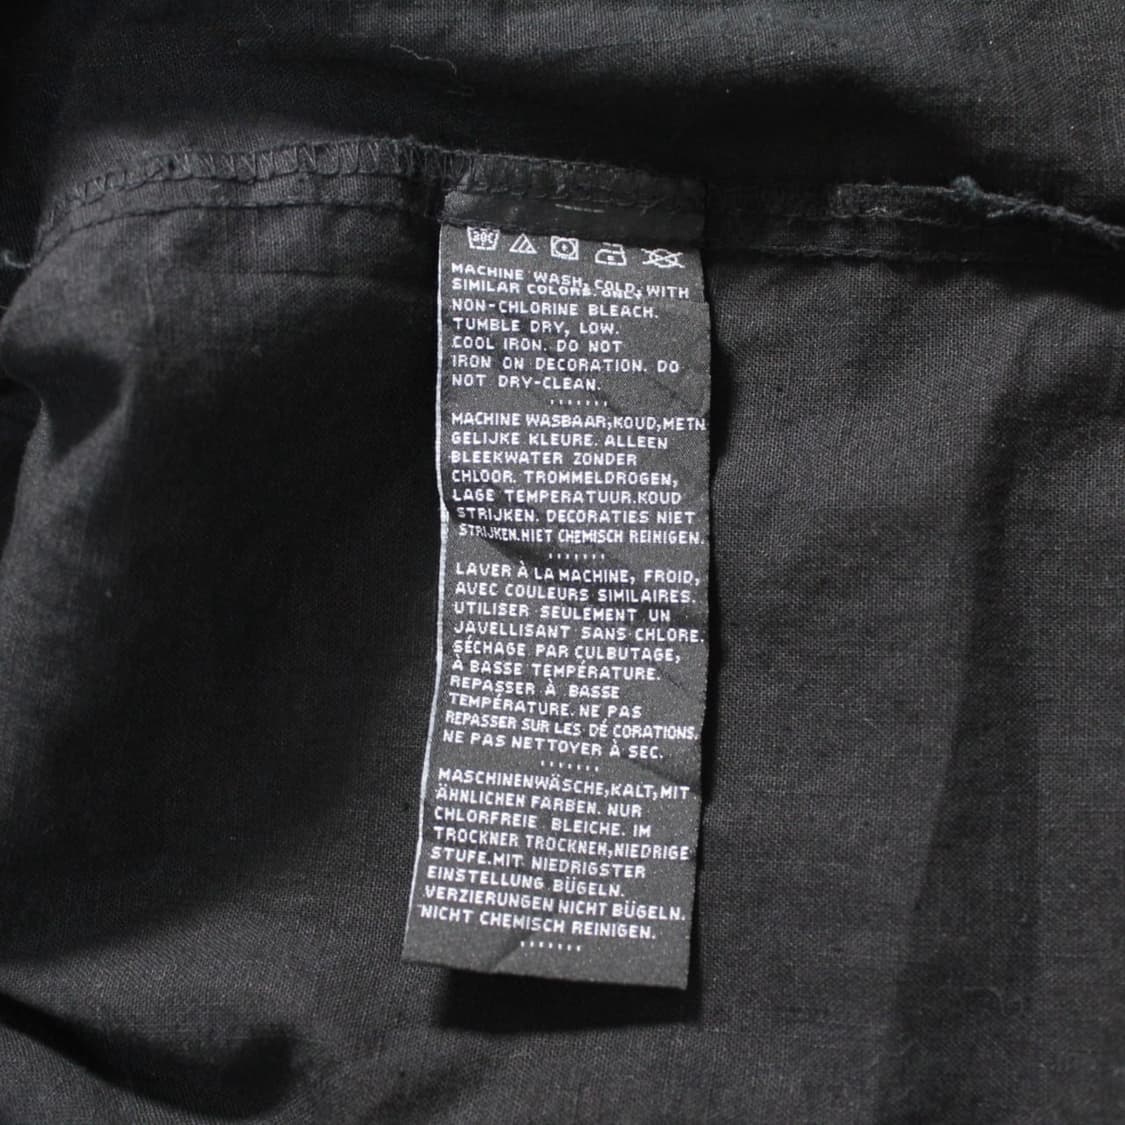 30C
MACHINE WASH, COLD, WITH
SIMILAR COLORS. ONLY
NON-CHLORINE BLEACH.
TUMBLE DRY, LOW.
COOL IRON. DO NOT
IRON ON DECORATION. DO
NOT DRY-CLEAN.
MACHINE WASBAAR,KOUD,METN
GELIJKE KLEURE. ALLEEN
BLEEKWATER ZONDER
CHLOOR. TROMMELDROGEN,
LAGE TEMPERATUUR.KOUD
STRIJKEN. DECORATIES NIET
STRIJKEN.NIET CHEMISCH REINIGEN.
LAVER À LA MACHINE, FROID,
AVEC COULEURS SIMILAIRES.
UTILISER SEULEMENT UN
JAVELLISANT SANS CHLORE.
SÉCHAGE PAR CULBUTAGE,
À BASSE TEMPÉRATURE.
REPASSER À BASSE
TEMPÉRATURE. NE PAS
REPASSER SUR LES DÉ CORATIONS.
NE PAS NETTOYER À SEC.
MASCHINENWÄSCHE,KALT,MIT
ÄHNLICHEN FARBEN. NUR
CHLORFREIE BLEICHE. IM
TROCKNER TROCKNEN,NIEDRIGE
STUFE.MIT NIEDRIGSTER
EINSTELLUNG BÜGELN.
VERZIERUNGEN NICHT BÜGELN.
NICHT CHEMISCH REINIGEN.